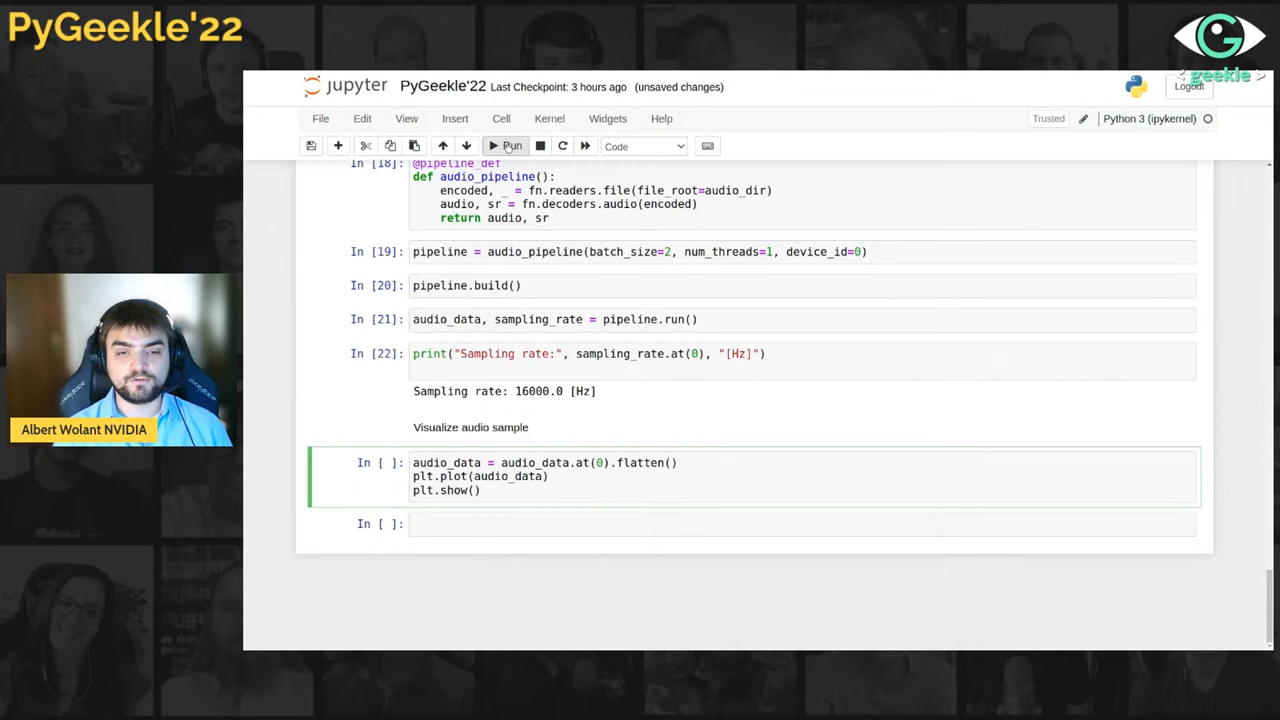 PyGeekle'22
G
< geekle >
jupyter PyGeekle'22 Last Checkpoint: 3 hours ago (unsaved changes)
Logout
File Edit View Insert Cell Kernel Widgets Help Trusted Python 3 (ipykernel)
Run Code
In [18]: @pipeline_def
def audio_pipeline():
encoded, _ = fn.readers.file(file_root=audio_dir)
audio, sr = fn.decoders.audio(encoded)
return audio, sr
In [19]: pipeline = audio_pipeline(batch_size=2, num_threads=1, device_id=0)
In [20]: pipeline.build()
In [21]: audio_data, sampling_rate = pipeline.run()
In [22]: print("Sampling rate:", sampling_rate.at(0), "[Hz]")
Sampling rate: 16000.0 [Hz]
Visualize audio sample
In [ ]: audio_data = audio_data.at(0).flatten()
plt.plot(audio_data)
plt.show()
In [ ]:
Albert Wolant NVIDIA